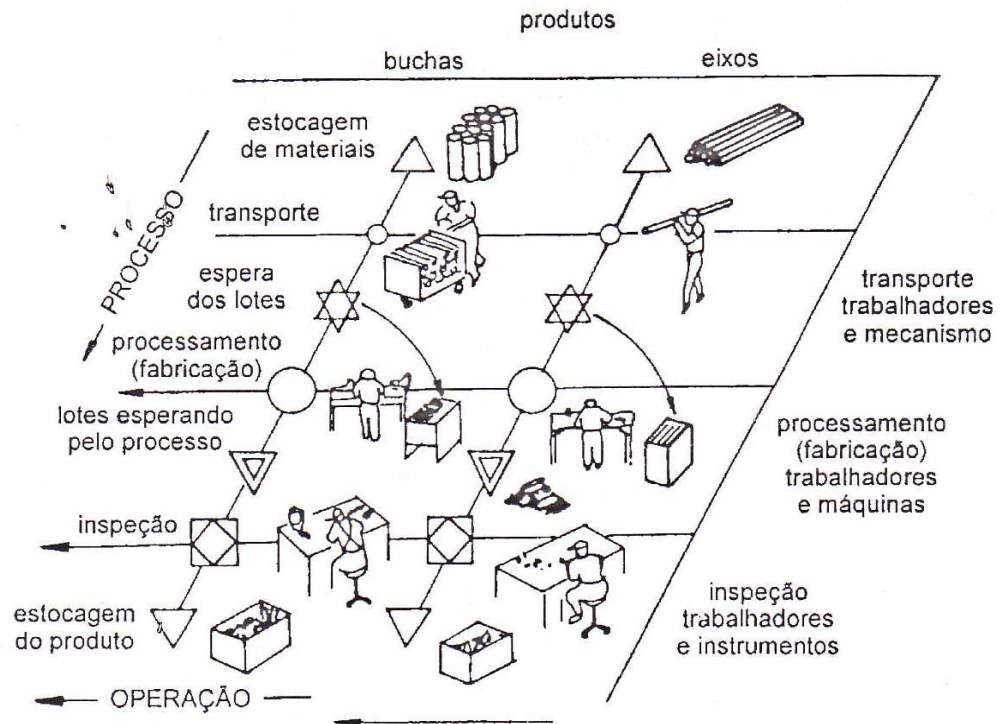 produtos
buchas
eixos
estocagem
de materiais
transporte
PROCESSO
espera
dos lotes
transporte
trabalhadores
e mecanismo
processamento
(fabricação)
lotes esperando
pelo processo
processamento
(fabricação)
trabalhadores
e máquinas
inspeção
inspeção
trabalhadores
e instrumentos
estocagem
do produto
OPERAÇÃO